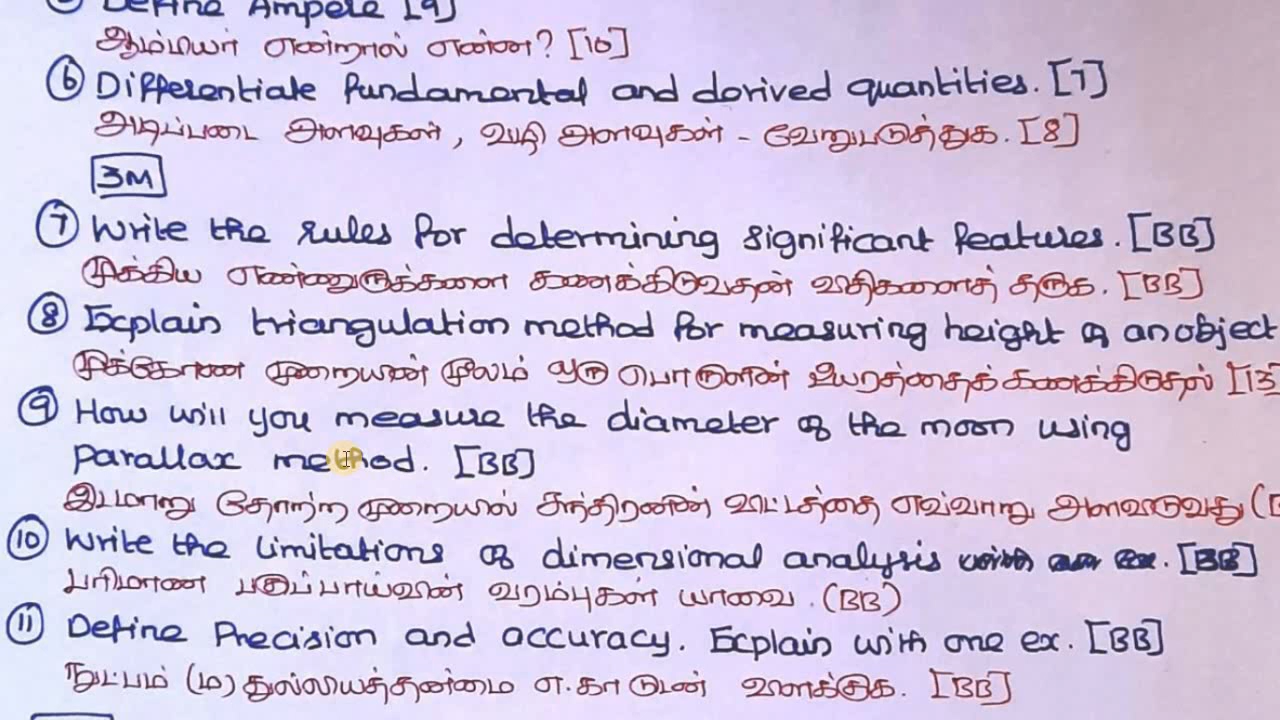 Define Ampere [9]
ஆம்பியர் என்றால் என்ன? [10]
⑥ Differentiate fundamental and derived quantities. [7]
அடிப்படை அளவுகள், வழி அளவுகள் - வேறுபடுத்துக. [8]
3M
⑦ Write the rules for determining significant features. [BB]
முக்கிய எண்ணுருக்களை கணக்கிடுவதன் விதிகளைத் தருக. [BB]
⑧ Explain triangulation method for measuring height of an object
முக்கோண முறையின் மூலம் ஒரு பொருளின் உயரத்தைக் கணக்கிடுதல் [13]
⑨ How will you measure the diameter of the moon using
Parallax method. [BB]
இடமாறு தோற்ற முறையில் சந்திரனின் விட்டத்தை எவ்வாறு அளவிடுவது
⑩ Write the limitations of dimensional analysis [BB]
பரிமாண பகுப்பாய்வின் வரம்புகள் யாவை. (BB)
⑪ Define Precision and accuracy. Explain with one ex. [BB]
நுட்பம் (ம) துல்லியத்தன்மை எ.காடுடன் விளக்குக. [BB]